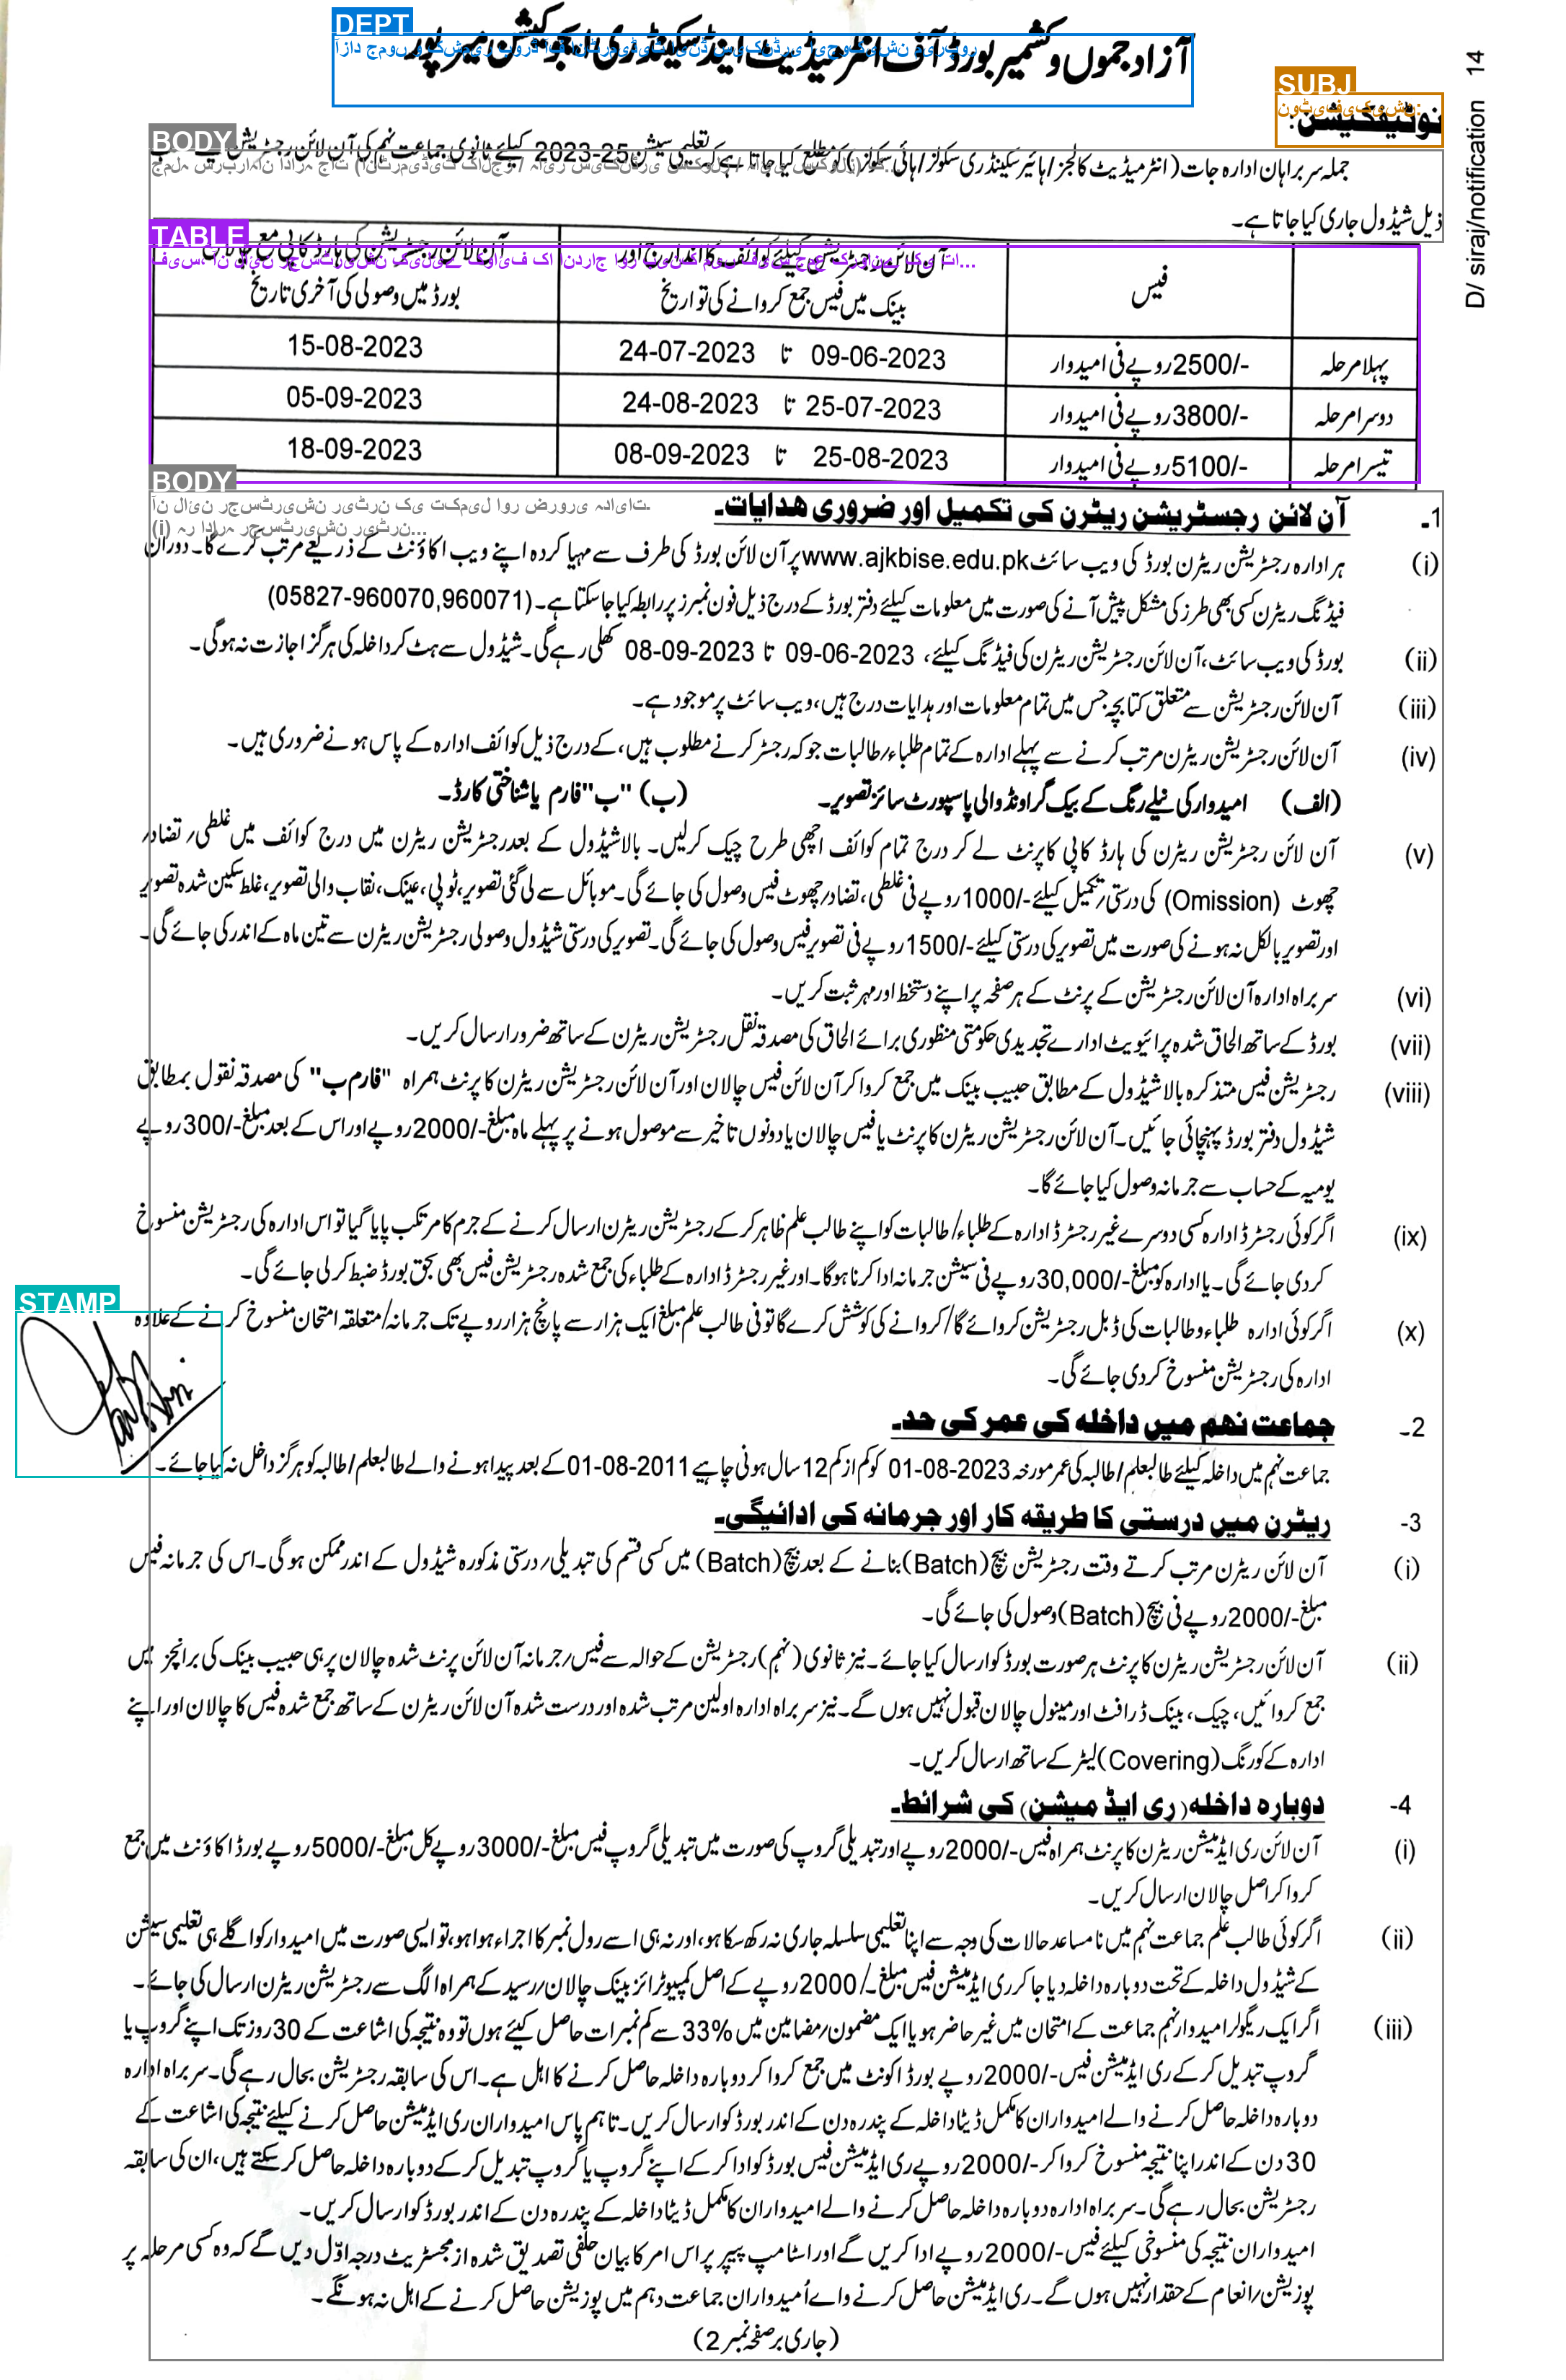 DEPT
آزاد جموں و کشمیر بورڈ آف انٹرمیڈیٹ اینڈ سیکنڈری ایجوکیشن میرپور
D/ siraj/notification 14
SUBJ
نوٹیفکیشن:
BODY
جملہ سربراہان ادارہ جات (انٹرمیڈیٹ کالجز/ہائیر سیکنڈری سکولز/ہائی سکولز) کو مطلع کیا جاتا ہے کہ تعلیمی سیشن 2023-25 کیلئے ثانوی جماعت نہم کی آن لائن رجسٹریشن کیلئے حسب
ذیل شیڈول جاری کیا جاتا ہے۔
TABLE
فیس آن لائن رجسٹریشن کیلئے کوائف کا اندارج اور آن لائن رجسٹریشن کی ہارڈ کاپی مع چالان
بینک میں فیس جمع کروانے کی تواریخ بورڈ میں وصولی کی آخری تاریخ
پہلا مرحلہ 2500/- روپے فی امیدوار 09-06-2023 تا 24-07-2023 15-08-2023
دوسرا مرحلہ 3800/- روپے فی امیدوار 25-07-2023 تا 24-08-2023 05-09-2023
تیسرا مرحلہ 5100/- روپے فی امیدوار 25-08-2023 تا 08-09-2023 18-09-2023
BODY
1۔ آن لائن رجسٹریشن ریٹرن کی تکمیل اور ضروری ھدایات۔
(i) ہر ادارہ رجسٹریشن ریٹرن بورڈ کی ویب سائٹ www.ajkbise.edu.pk پر آن لائن بورڈ کی طرف سے مہیا کردہ اپنے ویب اکاؤنٹ کے ذریعے مرتب کرے گا۔ دوران
فیڈنگ ریٹرن کسی بھی طرز کی مشکل پیش آنے کی صورت میں معلومات کیلئے دفتر بورڈ کے درج ذیل فون نمبرز پر رابطہ کیا جا سکتا ہے۔ (05827-960070,960071)
(ii) بورڈ کی ویب سائٹ، آن لائن رجسٹریشن ریٹرن کی فیڈنگ کیلئے، 09-06-2023 تا 08-09-2023 کھلی رہے گی۔ شیڈول سے ہٹ کر داخلہ کی ہرگز اجازت نہ ہوگی۔
(iii) آن لائن رجسٹریشن سے متعلق کتابچہ جس میں تمام معلومات اور ہدایات درج ہیں، ویب سائٹ پر موجود ہے۔
(iv) آن لائن رجسٹریشن ریٹرن مرتب کرنے سے پہلے ادارہ کے تمام طلباء/طالبات جو کہ رجسٹر کرنے مطلوب ہیں، کے درج ذیل کوائف ادارہ کے پاس ہونے ضروری ہیں۔
(الف) امیدوار کی نیلے رنگ کے بیک گراونڈ والی پاسپورٹ سائز تصویر۔ (ب) "ب" فارم یا شناختی کارڈ۔
(v) آن لائن رجسٹریشن ریٹرن کی ہارڈ کاپی کا پرنٹ لے کر درج تمام کوائف اچھی طرح چیک کر لیں۔ بالا شیڈول کے بعد رجسٹریشن ریٹرن میں درج کوائف میں غلطی/ تضاد/
چھوٹ (Omission) کی درستی/ تکمیل کیلئے 1000/- روپے فی غلطی، تضاد/ چھوٹ فیس وصول کی جائے گی۔ موبائل سے لی گئی تصویر، ٹوپی، عینک، نقاب والی تصویر، غلط سکین شدہ تصویر
اور تصویر بالکل نہ ہونے کی صورت میں تصویر کی درستی کیلئے 1500/- روپے فی تصویر فیس وصول کی جائے گی۔ تصویر کی درستی شیڈول وصولی رجسٹریشن ریٹرن سے تین ماہ کے اندر کی جائے گی۔
(vi) سربراہ ادارہ آن لائن رجسٹریشن کے پرنٹ کے ہر صفحہ پر اپنے دستخط اور مہر ثبت کریں۔
(vii) بورڈ کے ساتھ الحاق شدہ پرائیویٹ ادارے تجدیدی حکومتی منظوری برائے الحاق کی مصدقہ نقل رجسٹریشن ریٹرن کے ساتھ ضرور ارسال کریں۔
(viii) رجسٹریشن فیس متذکرہ بالا شیڈول کے مطابق حبیب بینک میں جمع کروا کر آن لائن فیس چالان اور آن لائن رجسٹریشن ریٹرن کا پرنٹ ہمراہ "فارم ب" کی مصدقہ نقول بمطابق
شیڈول دفتر بورڈ پہنچائی جائیں۔ آن لائن رجسٹریشن ریٹرن کا پرنٹ یا فیس چالان یا دونوں تاخیر سے موصول ہونے پر پہلے ماہ مبلغ 2000/- روپے اور اس کے بعد مبلغ 300/- روپے
یومیہ کے حساب سے جرمانہ وصول کیا جائے گا۔
(ix) اگر کوئی رجسٹرڈ ادارہ کسی دوسرے غیر رجسٹرڈ ادارہ کے طلباء/طالبات کو اپنے طالب علم ظاہر کر کے رجسٹریشن ریٹرن ارسال کرنے کے جرم کا مرتکب پایا گیا تو اس ادارہ کی رجسٹریشن منسوخ
کر دی جائے گی۔ یا ادارہ کو مبلغ 30,000/- روپے فی سیشن جرمانہ ادا کرنا ہوگا۔ اور غیر رجسٹرڈ ادارہ کے طلباء کی جمع شدہ رجسٹریشن فیس بھی بحق بورڈ ضبط کر لی جائے گی۔
STAMP
(x) اگر کوئی ادارہ طلباء و طالبات کی ڈبل رجسٹریشن کروائے گا/کروانے کی کوشش کرے گا تو فی طالب علم مبلغ ایک ہزار سے پانچ ہزار روپے تک جرمانہ/متعلقہ امتحان منسوخ کرنے کے علاوہ
ادارہ کی رجسٹریشن منسوخ کر دی جائے گی۔
2۔ جماعت نھم میں داخلہ کی عمر کی حد۔
جماعت نہم میں داخلہ کیلئے طالبعلم/طالبہ کی عمر مورخہ 01-08-2023 کو کم از کم 12 سال ہونی چاہیے 01-08-2011 کے بعد پیدا ہونے والے طالبعلم/طالبہ کو ہرگز داخل نہ کیا جائے۔
3- ریٹرن میں درستی کا طریقہ کار اور جرمانہ کی ادائیگی۔
(i) آن لائن ریٹرن مرتب کرتے وقت رجسٹریشن بیچ (Batch) بنانے کے بعد بیچ (Batch) میں کسی قسم کی تبدیلی/ درستی مذکورہ شیڈول کے اندر ممکن ہو گی۔ اس کی جرمانہ فیس
مبلغ 2000/- روپے فی بیچ (Batch) وصول کی جائے گی۔
(ii) آن لائن رجسٹریشن ریٹرن کا پرنٹ ہر صورت بورڈ کو ارسال کیا جائے۔ نیز ثانوی (نہم) رجسٹریشن کے حوالہ سے فیس/ جرمانہ آن لائن پرنٹ شدہ چالان پر ہی حبیب بینک کی برانچز میں
جمع کروائیں، چیک، بینک ڈرافٹ اور مینول چالان قبول نہیں ہوں گے۔ نیز سربراہ ادارہ اولین مرتب شدہ اور درست شدہ آن لائن ریٹرن کے ساتھ جمع شدہ فیس کا چالان اور اپنے
ادارہ کے کورنگ (Covering) لیٹر کے ساتھ ارسال کریں۔
4- دوبارہ داخلہ (ری ایڈمیشن) کی شرائط۔
(i) آن لائن ری ایڈمیشن ریٹرن کا پرنٹ ہمراہ فیس 2000/- روپے اور تبدیلی گروپ کی صورت میں تبدیلی گروپ فیس مبلغ 3000/- روپے کل مبلغ 5000/- روپے بورڈ اکاؤنٹ میں جمع
کروا کر اصل چالان ارسال کریں۔
(ii) اگر کوئی طالب علم جماعت نہم میں نامساعد حالات کی وجہ سے اپنا تعلیمی سلسلہ جاری نہ رکھ سکا ہو، اور نہ ہی اسے رول نمبر کا اجراء ہوا ہو، تو ایسی صورت میں امیدوار کو اگلے ہی تعلیمی سیشن
کے شیڈول داخلہ کے تحت دوبارہ داخلہ دیا جا کر ری ایڈمیشن فیس مبلغ 2000/- روپے کے اصل کمپیوٹرائز بینک چالان/ رسید کے ہمراہ الگ سے رجسٹریشن ریٹرن ارسال کی جائے۔
(iii) اگر ایک ریگولر امیدوار نہم جماعت کے امتحان میں غیر حاضر ہو یا ایک مضمون/ مضامین میں 33% سے کم نمبرات حاصل کیئے ہوں تو وہ نتیجہ کی اشاعت کے 30 روز تک اپنے گروپ یا
گروپ تبدیل کر کے ری ایڈمیشن فیس 2000/- روپے بورڈ اکونٹ میں جمع کروا کر دوبارہ داخلہ حاصل کرنے کا اہل ہے۔ اس کی سابقہ رجسٹریشن بحال رہے گی۔ سربراہ ادارہ
دوبارہ داخلہ حاصل کرنے والے امیدواران کا مکمل ڈیٹا داخلہ کے پندرہ دن کے اندر بورڈ کو ارسال کریں۔ تاہم پاس امیدواران ری ایڈمیشن حاصل کرنے کیلئے نتیجہ کی اشاعت کے
30 دن کے اندر اپنا نتیجہ منسوخ کروا کر 2000/- روپے ری ایڈمیشن فیس بورڈ کو ادا کر کے اپنے گروپ یا گروپ تبدیل کر کے دوبارہ داخلہ حاصل کر سکتے ہیں، ان کی سابقہ
رجسٹریشن بحال رہے گی۔ سربراہ ادارہ دوبارہ داخلہ حاصل کرنے والے امیدواران کا مکمل ڈیٹا داخلہ کے پندرہ دن کے اندر بورڈ کو ارسال کریں۔
امیدواران نتیجہ کی منسوخی کیلئے فیس 2000/- روپے ادا کریں گے اور اسٹامپ پیپر پر اس امر کا بیان حلفی تصدیق شدہ از مجسٹریٹ درجہ اوّل دیں گے کہ وہ کسی مرحلہ پر
پوزیشن/ انعام کے حقدار نہیں ہوں گے۔ ری ایڈمیشن حاصل کرنے واے اُمیدواران جماعت دہم میں پوزیشن حاصل کرنے کے اہل نہ ہونگے۔
(جاری بر صفحہ نمبر 2)